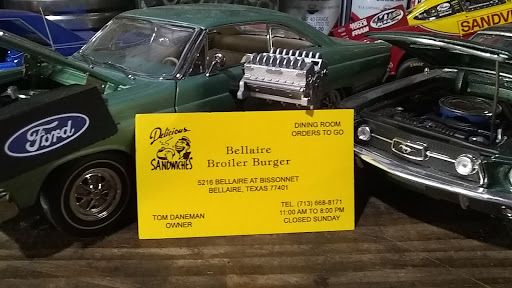 SANDVI
Ford
Delicious
SANDWICHES
DINING ROOM
ORDERS TO GO
Bellaire
Broiler Burger
5216 BELLAIRE AT BISSONNET
BELLAIRE, TEXAS 77401
TOM DANEMAN
OWNER
TEL. (713) 668-8171
11:00 AM TO 8:00 PM
CLOSED SUNDAY